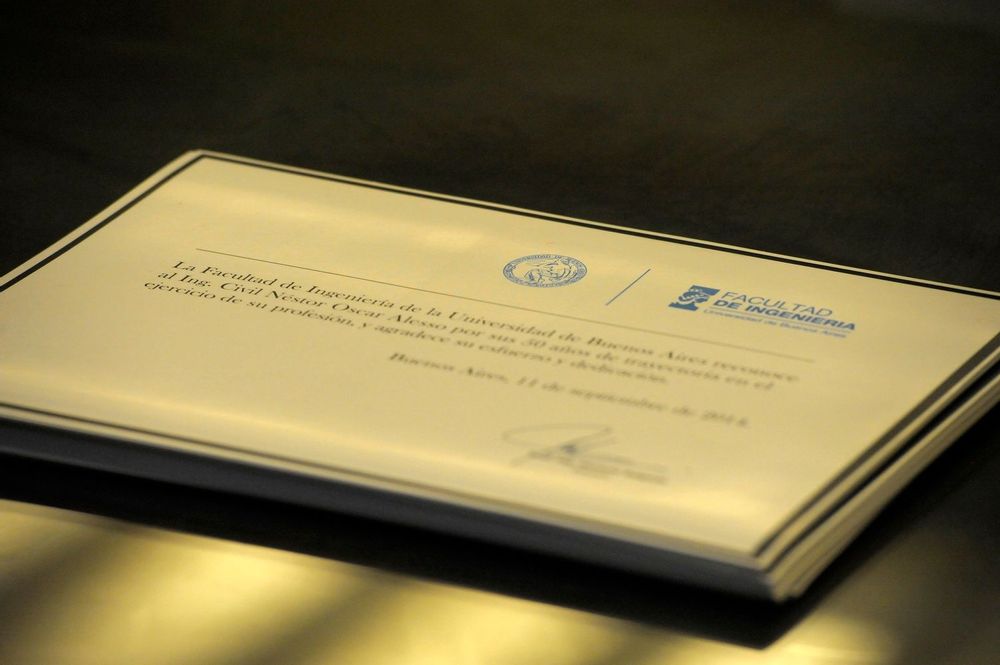 FACULTAD
DE INGENIERIA
Universidad de Buenos Aires
La Facultad de Ingeniería de la Universidad de Buenos Aires reconoce
al Ing. Civil Néstor Oscar Alesso por sus 50 años de trayectoria en el
ejercicio de su profesión, y agradece su esfuerzo y dedicación.
Buenos Aires, 11 de septiembre de 2014.